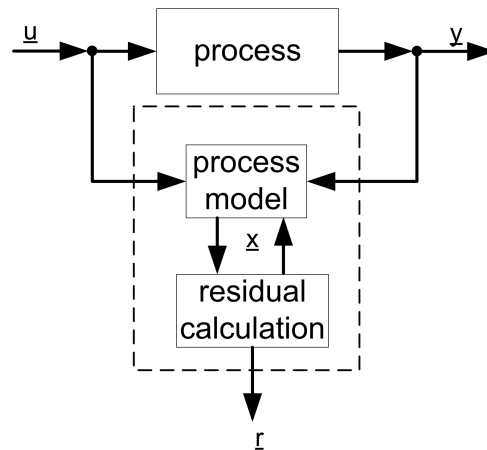 u
process
y
process
model
x
residual
calculation
r